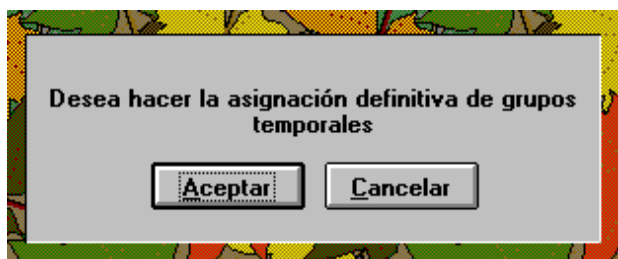 Desea hacer la asignación definitiva de grupos
temporales
Aceptar Cancelar